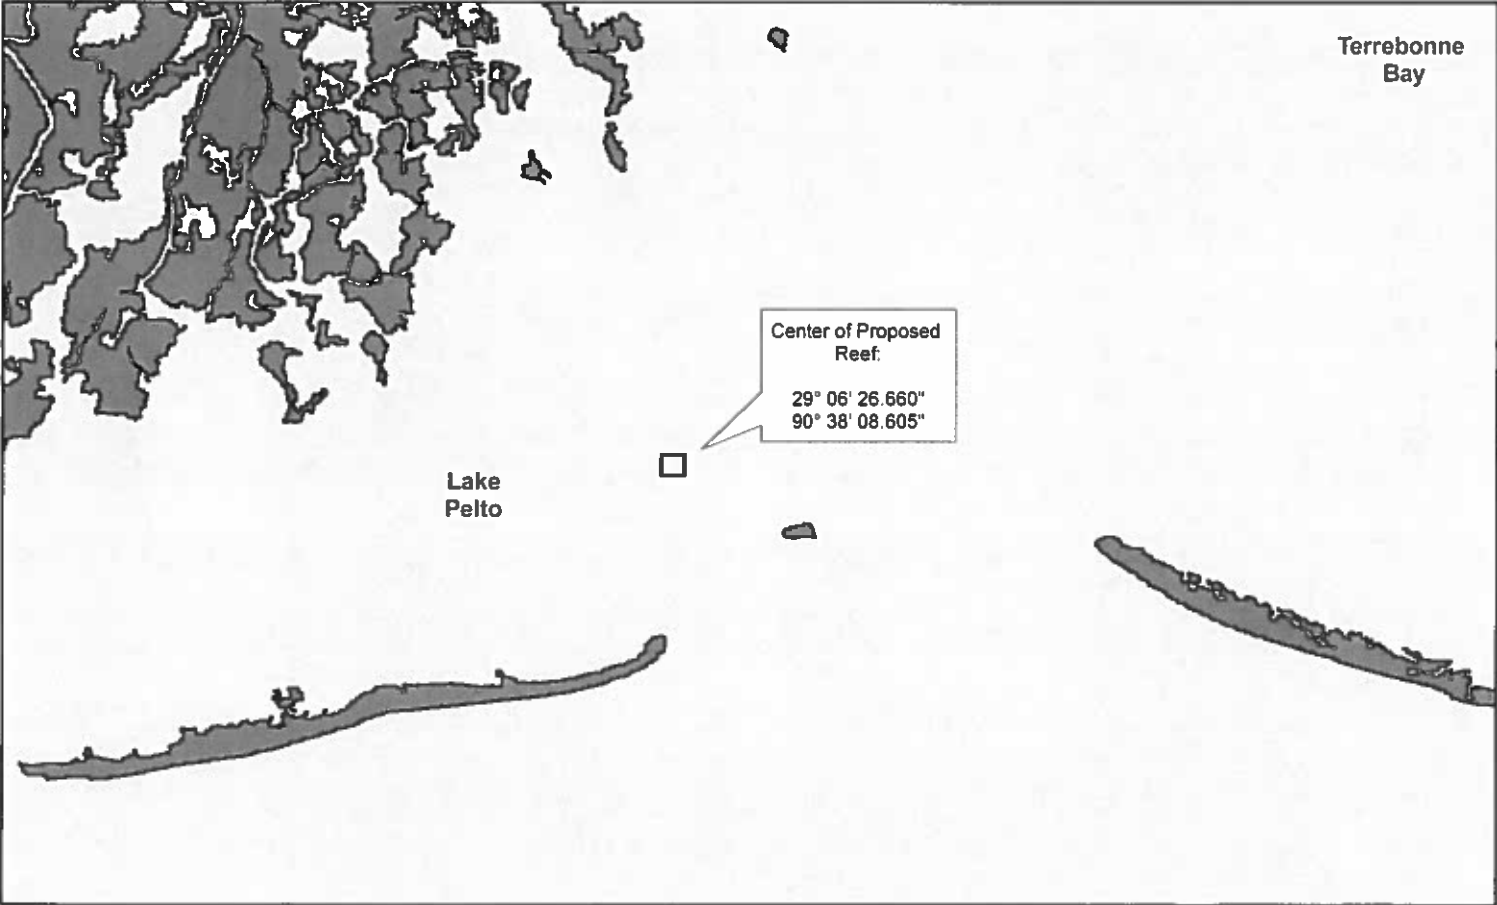 Terrebonne
Bay
Center of Proposed
Reef:
29° 06' 26.660"
90° 38' 08.605"
Lake
Pelto